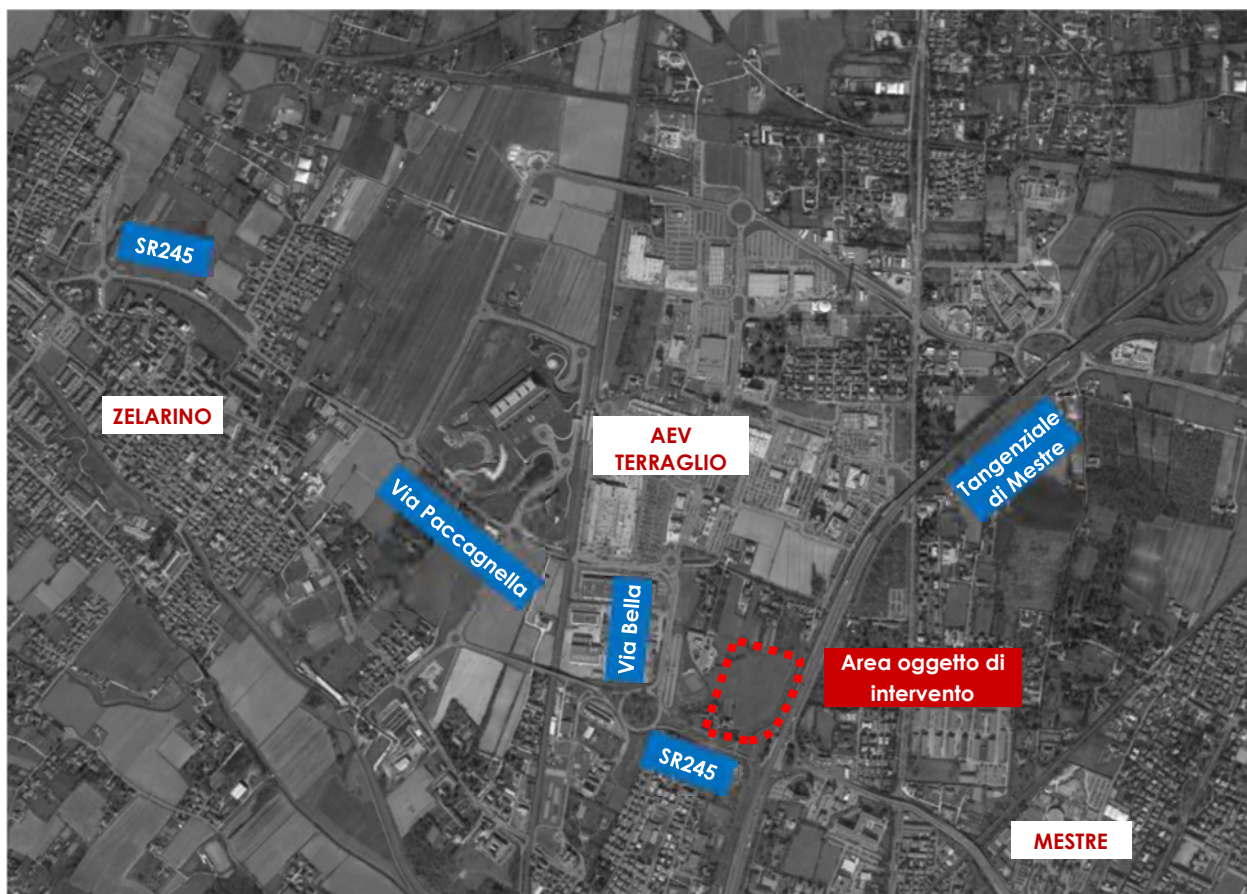 SR245
ZELARINO
AEV
TERRAGLIO
Tangenziale
di Mestre
Via Paccagnella
Via Bella
Area oggetto di
intervento
SR245
MESTRE